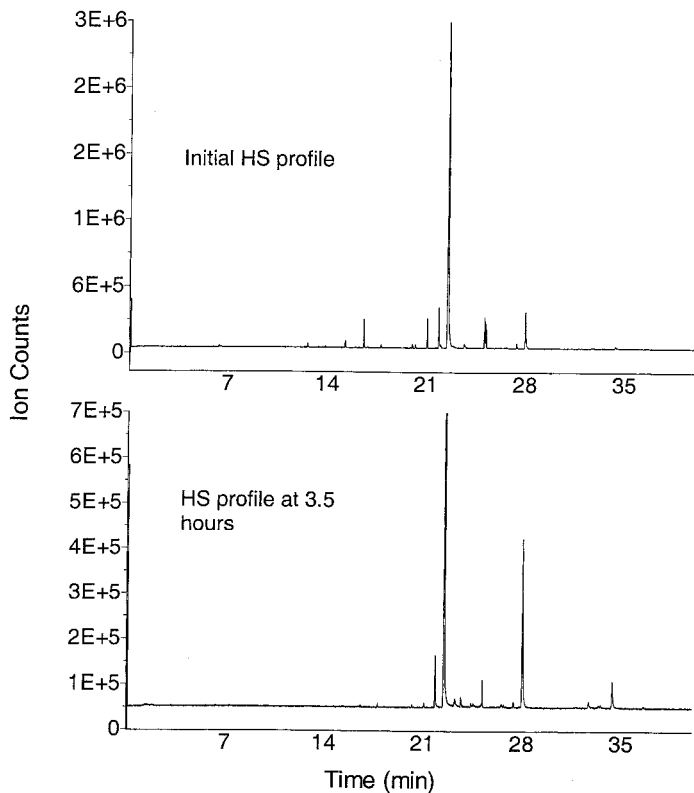 3E+6
2E+6
2E+6
1E+6
6E+5
0
Initial HS profile
7 14 21 28 35
Ion Counts
7E+5
6E+5
5E+5
4E+5
3E+5
2E+5
1E+5
0
HS profile at 3.5
hours
7 14 21 28 35
Time (min)